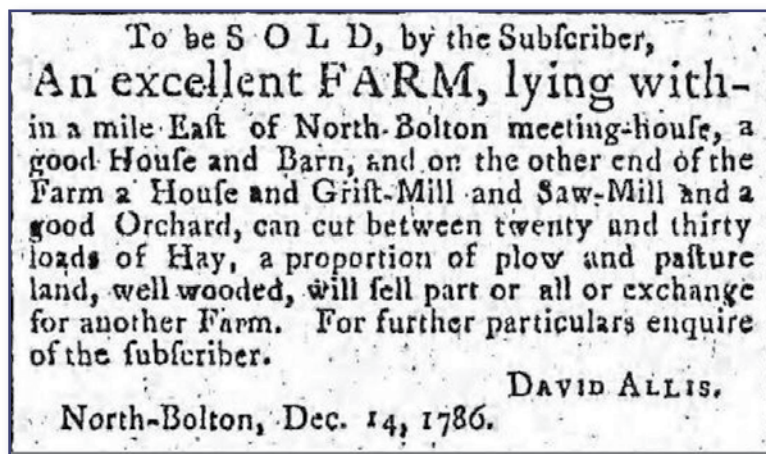 To be S O L D, by the Subſcriber,
An excellent FARM, lying with-
in a mile Eaſt of North-Bolton meeting-houſe, a
good Houſe and Barn, and on the other end of the
Farm a Houſe and Griſt-Mill and Saw-Mill and a
good Orchard, can cut between twenty and thirty
loads of Hay, a proportion of plow and paſture
land, well wooded, will ſell part or all or exchange
for another Farm. For further particulars enquire
of the ſubſcriber.
DAVID ALLIS.
North-Bolton, Dec. 14, 1786.